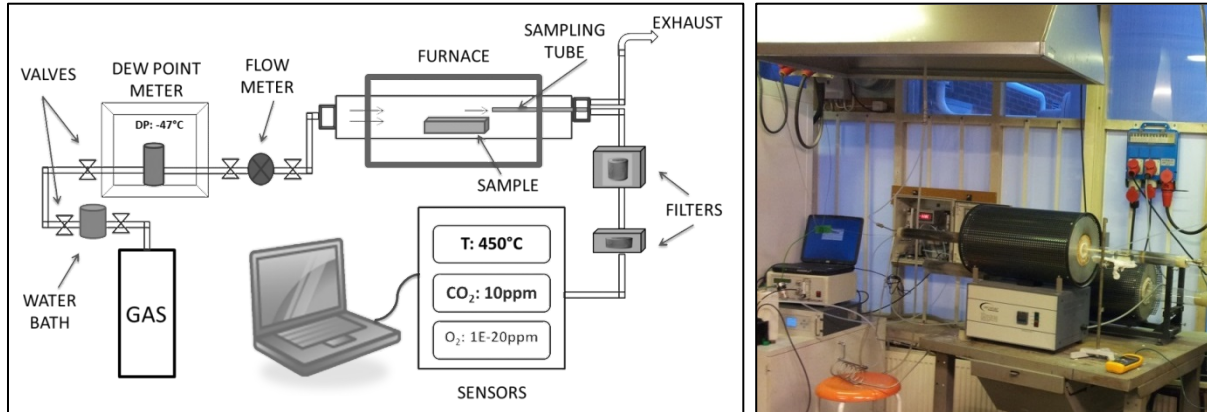 EXHAUST
SAMPLING
TUBE
FURNACE
FLOW
METER
DEW POINT
METER
VALVES
DP: -47°C
SAMPLE
FILTERS
T: 450°C
CO₂: 10ppm
O₂: 1E-20ppm
WATER
BATH
GAS
SENSORS